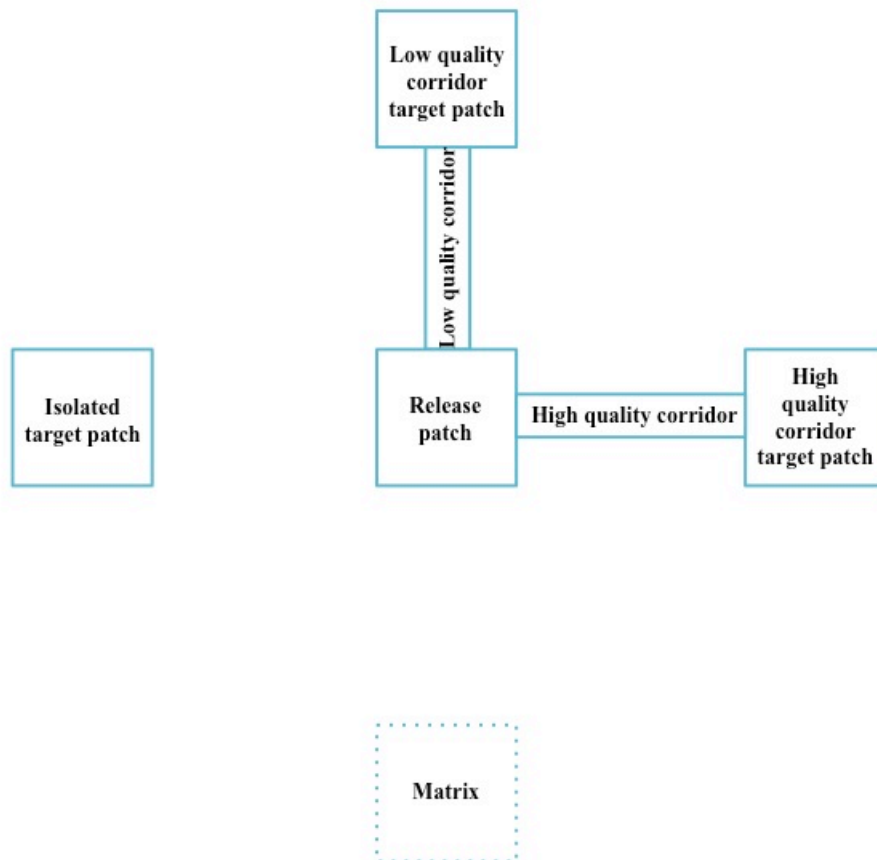 Low quality
corridor
target patch
Low quality corridor
Isolated
target patch
Release
patch
High quality corridor
High
quality
corridor
target patch
Matrix